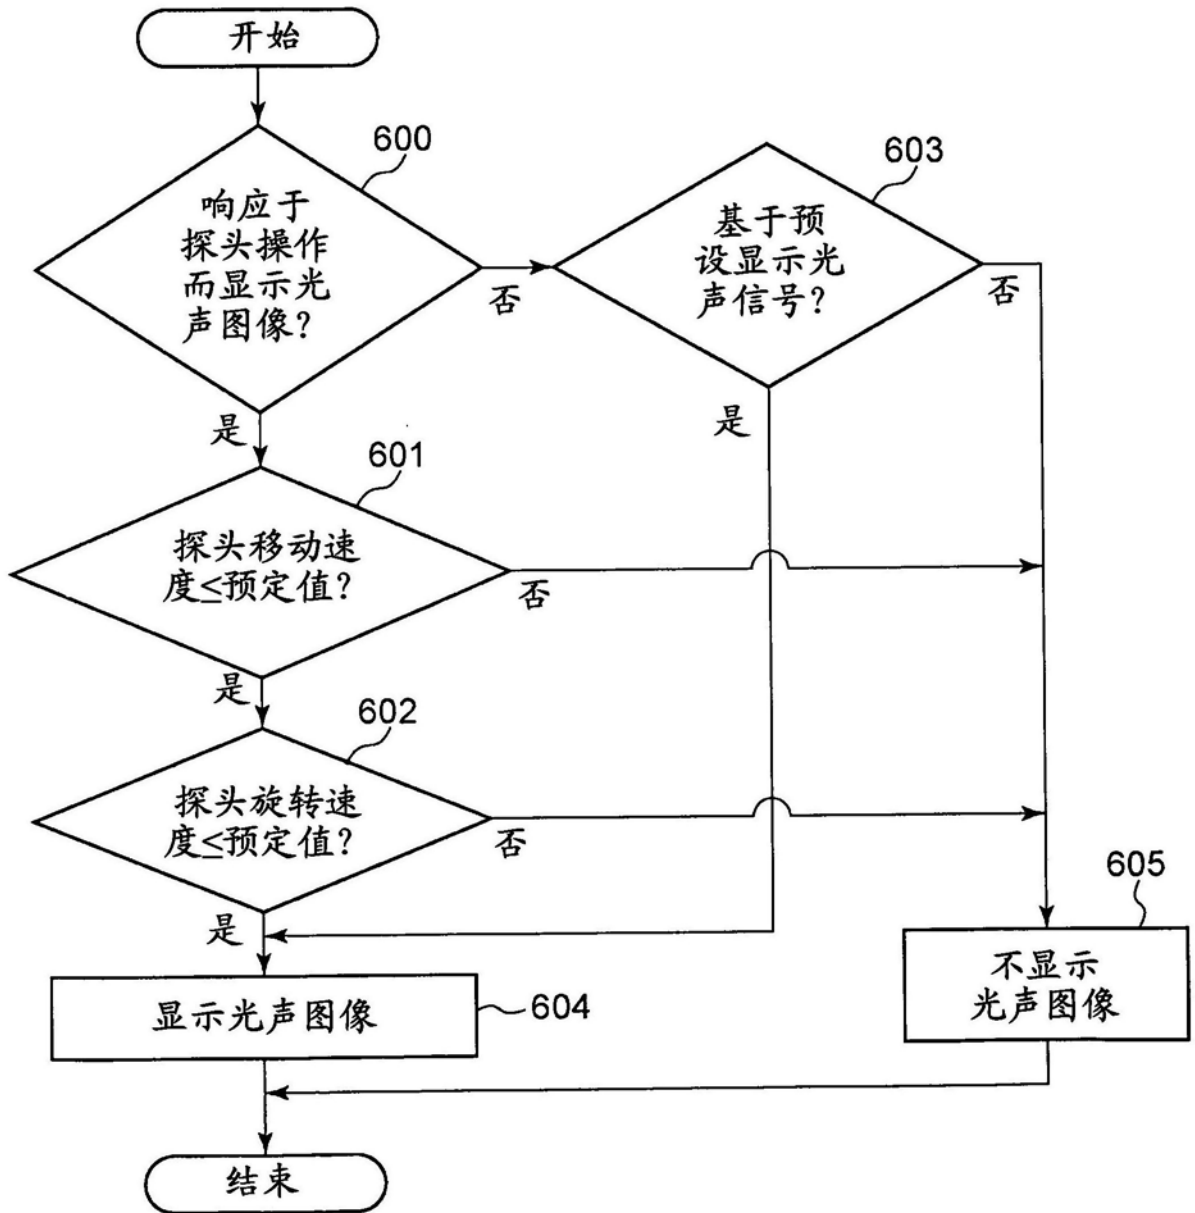 开始
600
响应于
探头操作
而显示光
声图像?
否
是
603
基于预
设显示光
声信号?
否
是
601
探头移动速
度≤预定值?
否
是
602
探头旋转速
度≤预定值?
否
是
显示光声图像
604
605
不显示
光声图像
结束